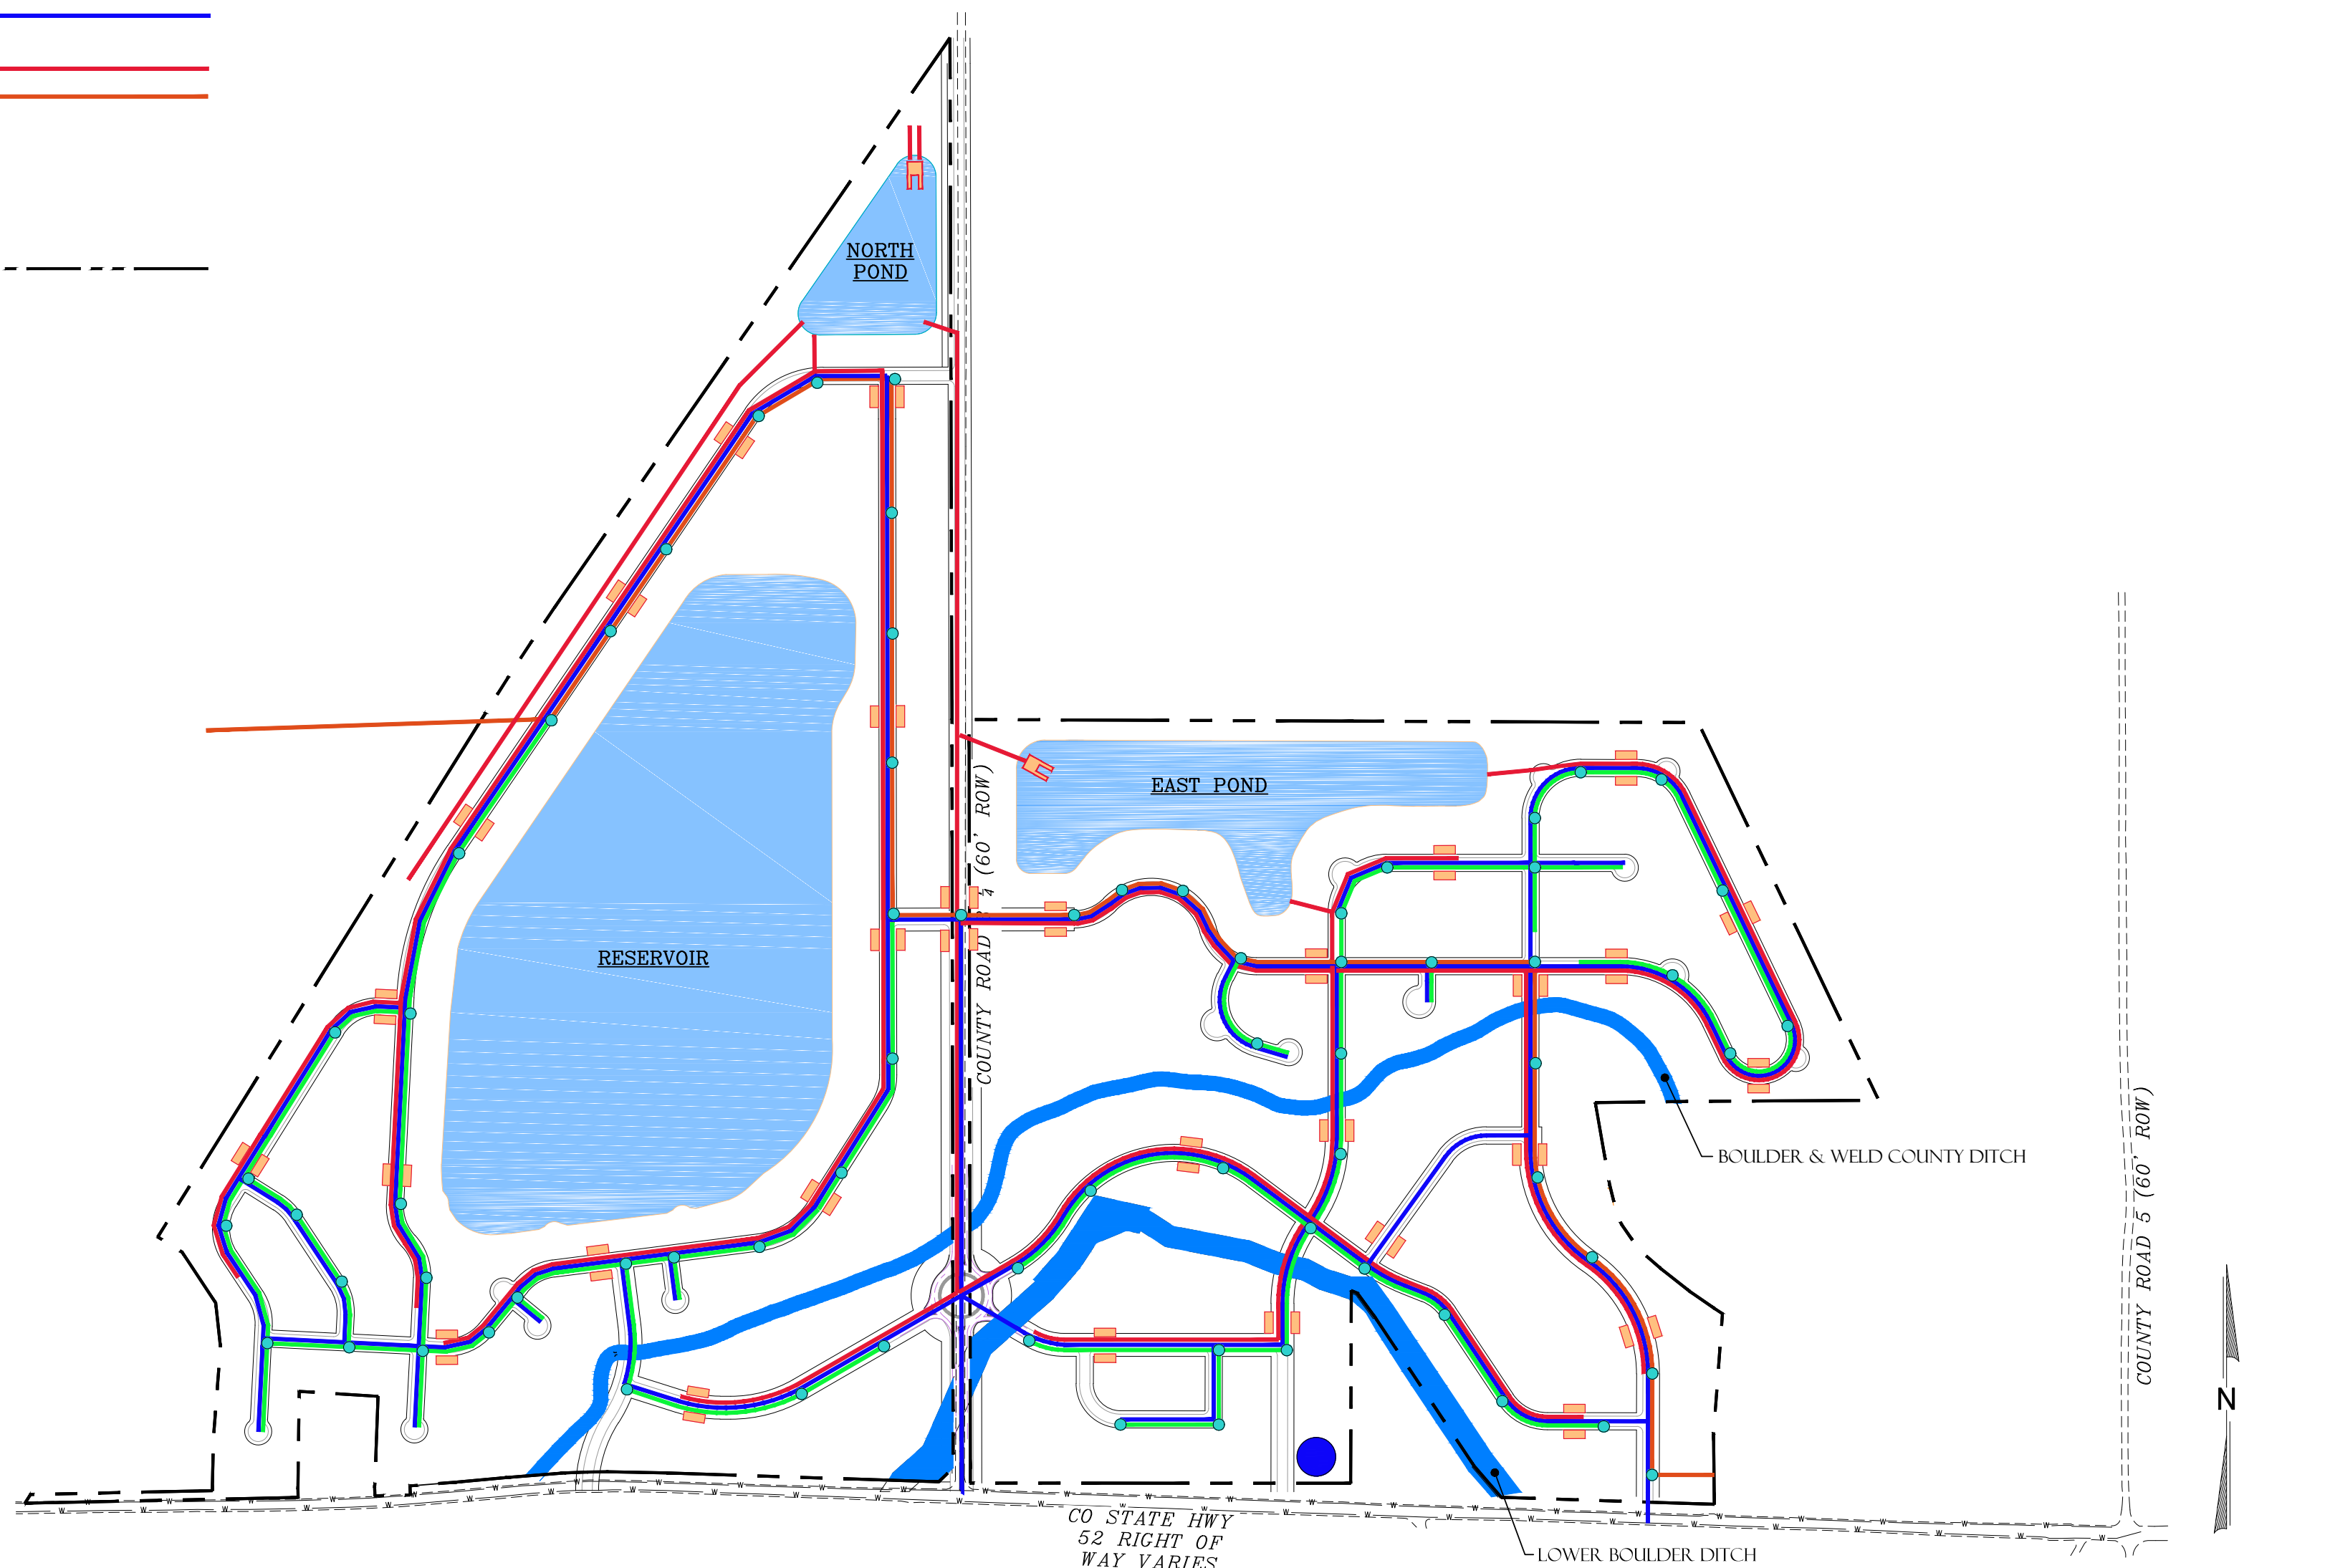 NORTH
POND
EAST POND
RESERVOIR
COUNTY ROAD (60' ROW)
BOULDER & WELD COUNTY DITCH
COUNTY ROAD 5 (60' ROW)
N
CO STATE HWY
52 RIGHT OF
WAY VARIES
LOWER BOULDER DITCH